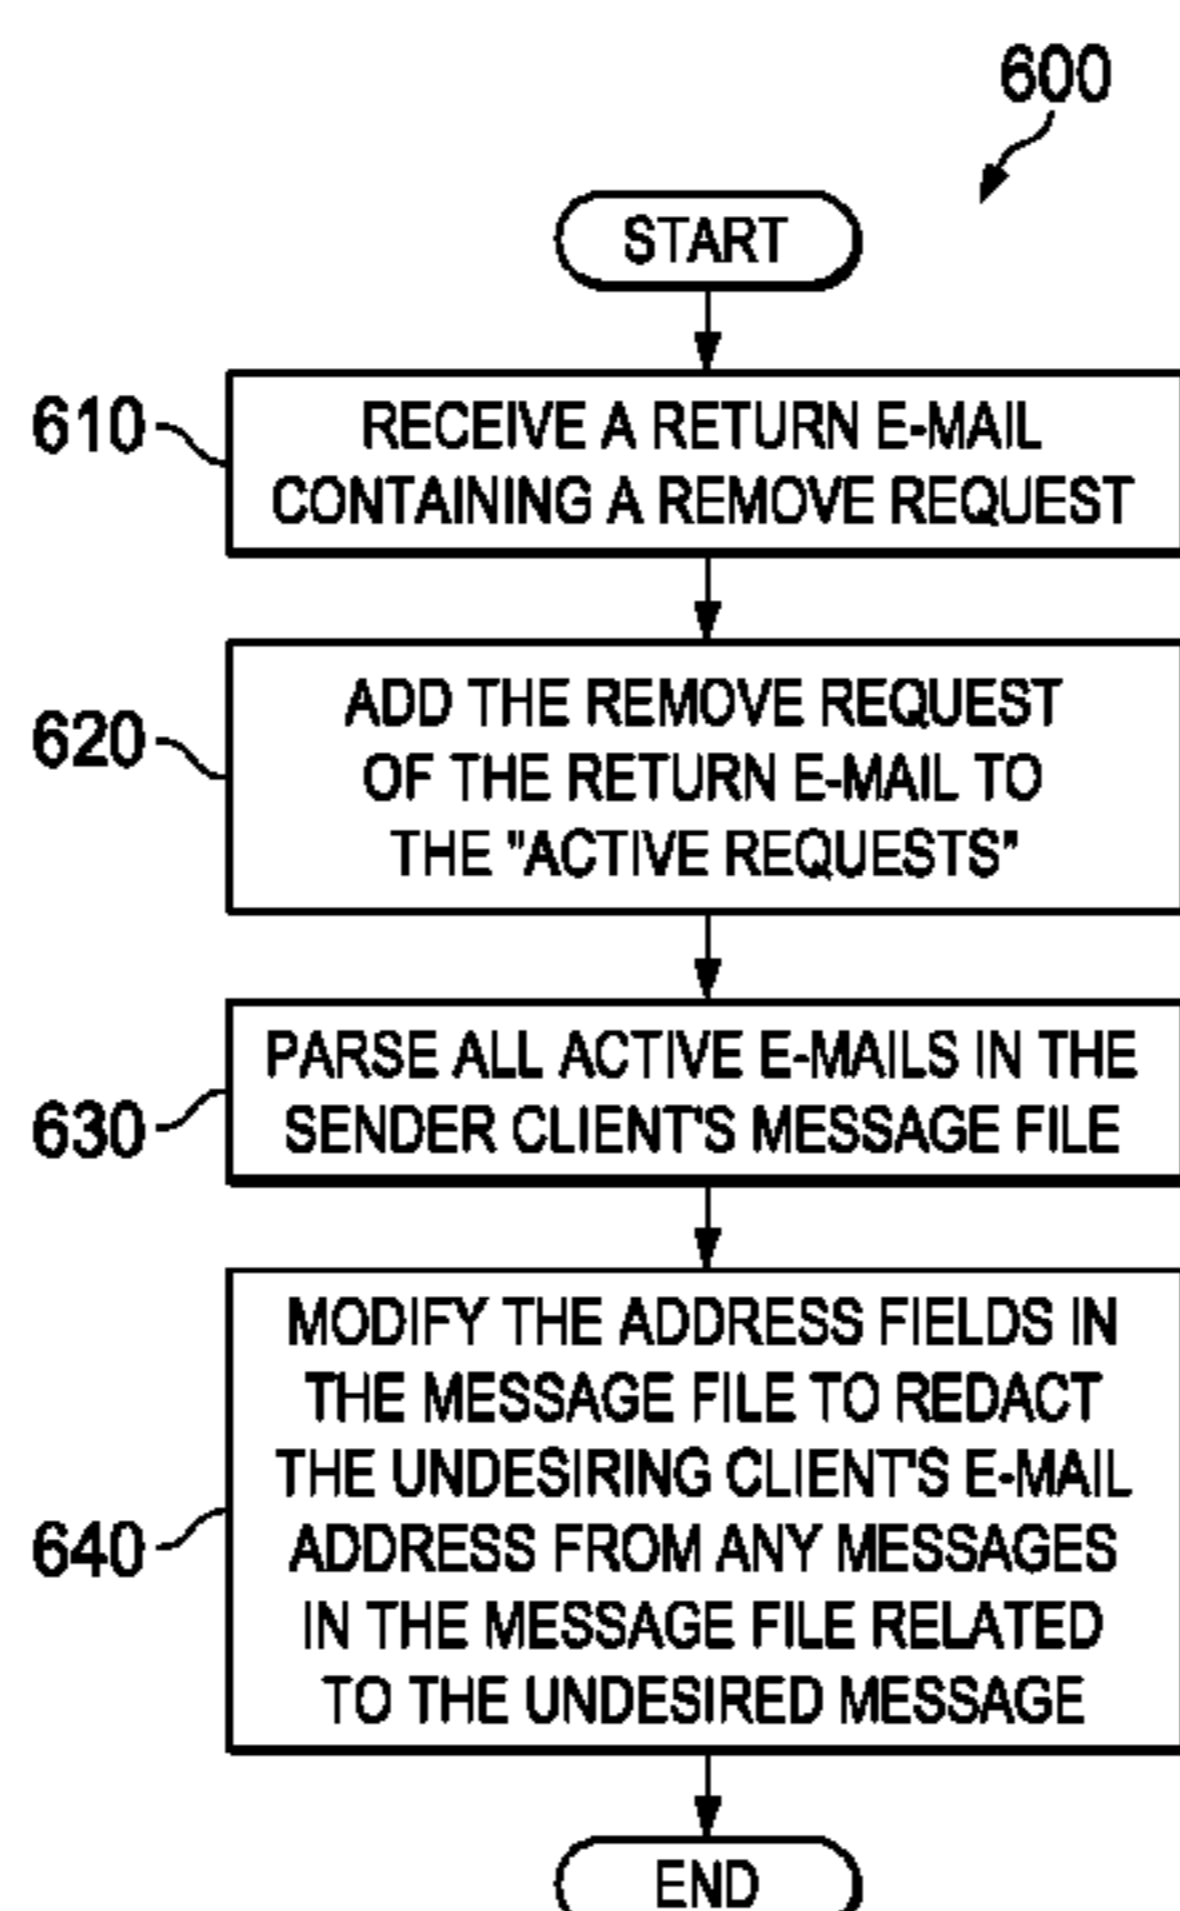 600
START
610
RECEIVE A RETURN E-MAIL
CONTAINING A REMOVE REQUEST
620
ADD THE REMOVE REQUEST
OF THE RETURN E-MAIL TO
THE "ACTIVE REQUESTS"
630
PARSE ALL ACTIVE E-MAILS IN THE
SENDER CLIENT'S MESSAGE FILE
640
MODIFY THE ADDRESS FIELDS IN
THE MESSAGE FILE TO REDACT
THE UNDESIRING CLIENT'S E-MAIL
ADDRESS FROM ANY MESSAGES
IN THE MESSAGE FILE RELATED
TO THE UNDESIRED MESSAGE
END